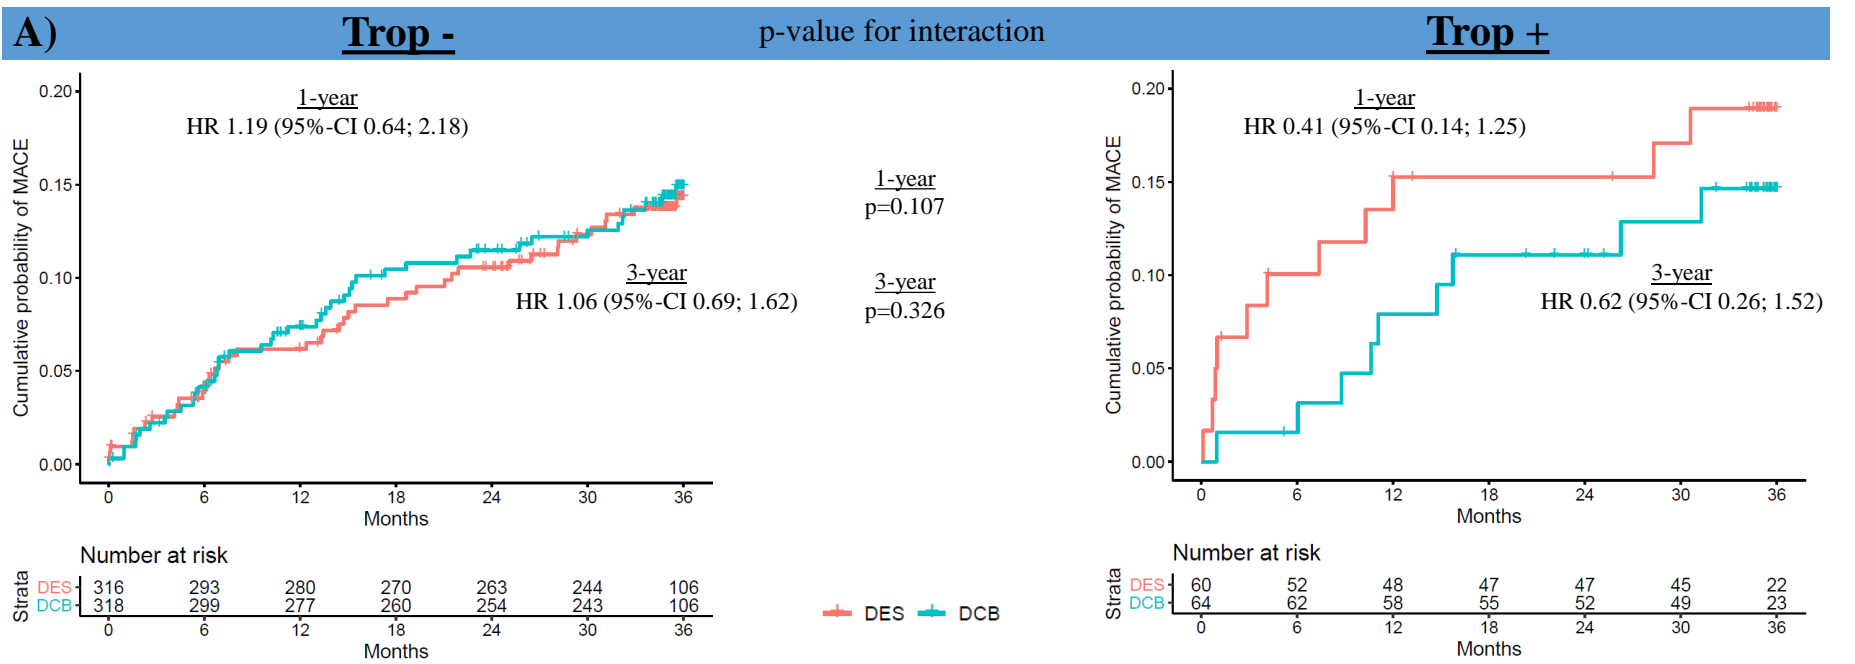 A)
Trop -
p-value for interaction
Trop +
1-year
HR 1.19 (95%-CI 0.64; 2.18)
3-year
HR 1.06 (95%-CI 0.69; 1.62)
Cumulative probability of MACE
0.20
0.15
0.10
0.05
0.00
0 6 12 18 24 30 36
Months
Number at risk
Strata
DES 316 293 280 270 263 244 106
DCB 318 299 277 260 254 243 106
0 6 12 18 24 30 36
Months
1-year
p=0.107
3-year
p=0.326
DES DCB
1-year
HR 0.41 (95%-CI 0.14; 1.25)
3-year
HR 0.62 (95%-CI 0.26; 1.52)
Cumulative probability of MACE
0.20
0.15
0.10
0.05
0.00
0 6 12 18 24 30 36
Months
Number at risk
Strata
DES 60 52 48 47 47 45 22
DCB 64 62 58 55 52 49 23
0 6 12 18 24 30 36
Months